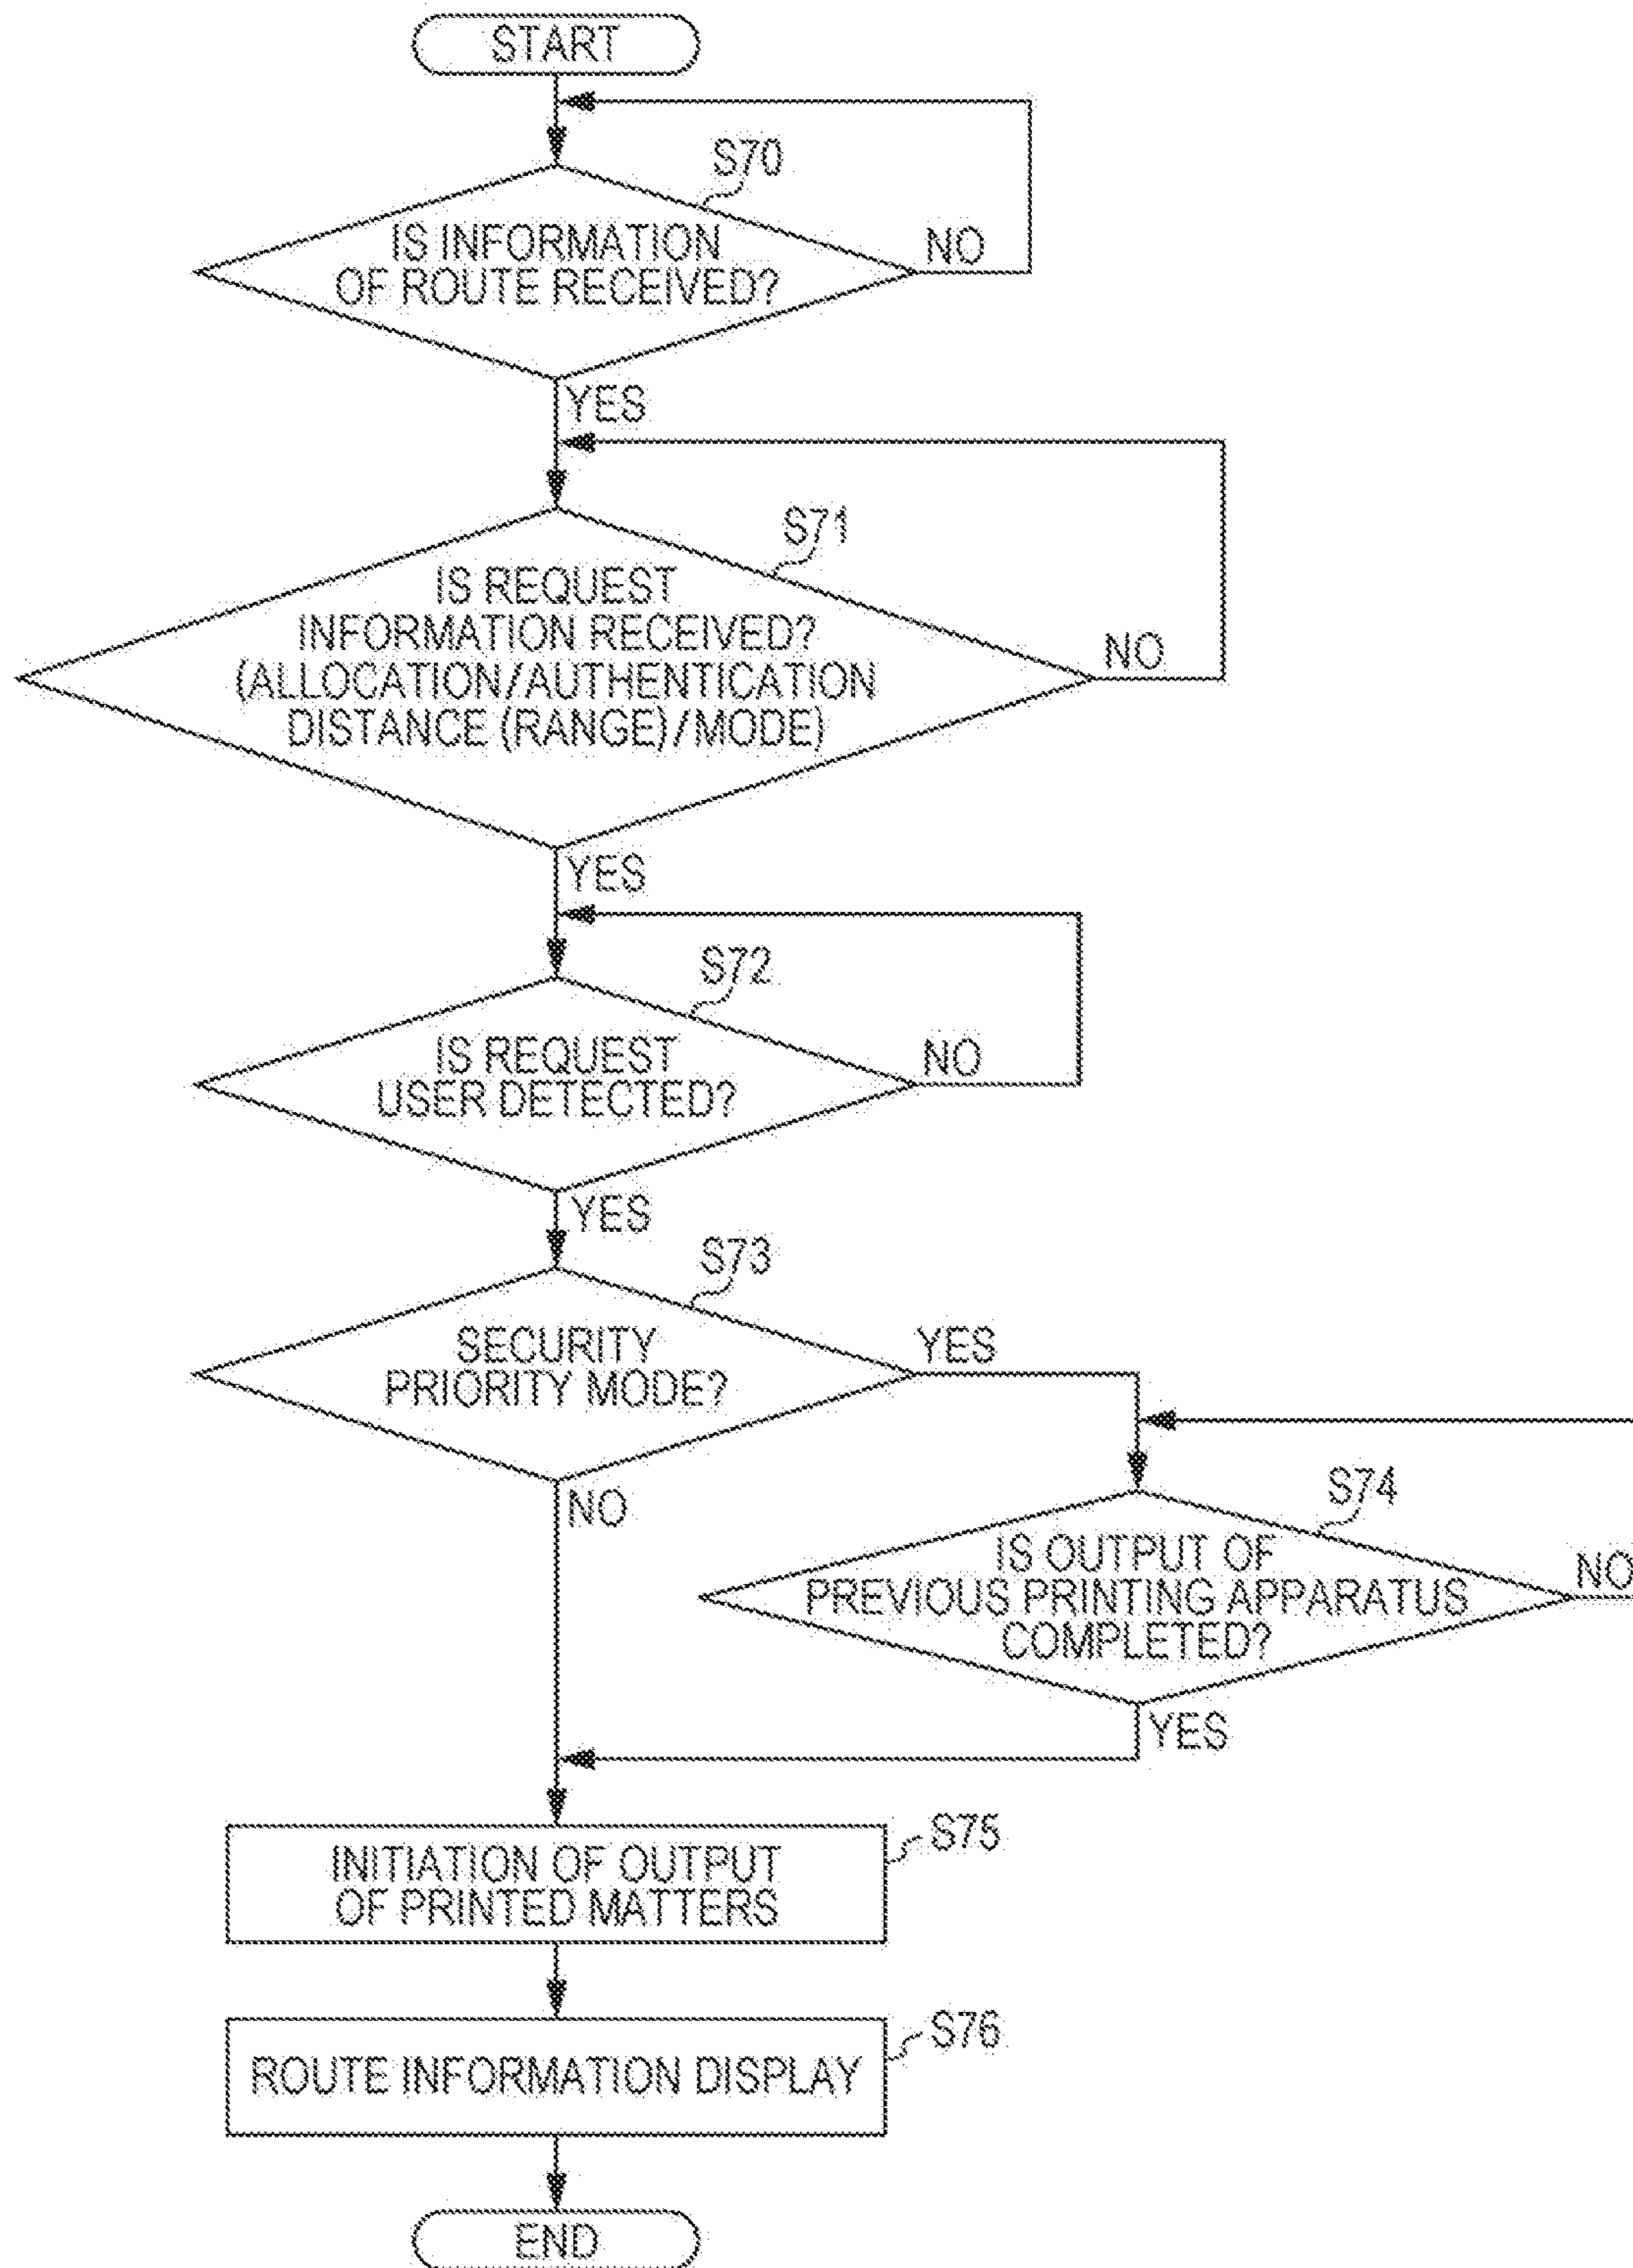 START
S70
IS INFORMATION
OF ROUTE RECEIVED?
NO
YES
S71
IS REQUEST
INFORMATION RECEIVED?
(ALLOCATION/AUTHENTICATION
DISTANCE (RANGE)/MODE)
NO
YES
S72
IS REQUEST
USER DETECTED?
NO
YES
S73
SECURITY
PRIORITY MODE?
YES
NO
S74
IS OUTPUT OF
PREVIOUS PRINTING APPARATUS
COMPLETED?
NO
YES
S75
INITIATION OF OUTPUT
OF PRINTED MATTERS
S76
ROUTE INFORMATION DISPLAY
END